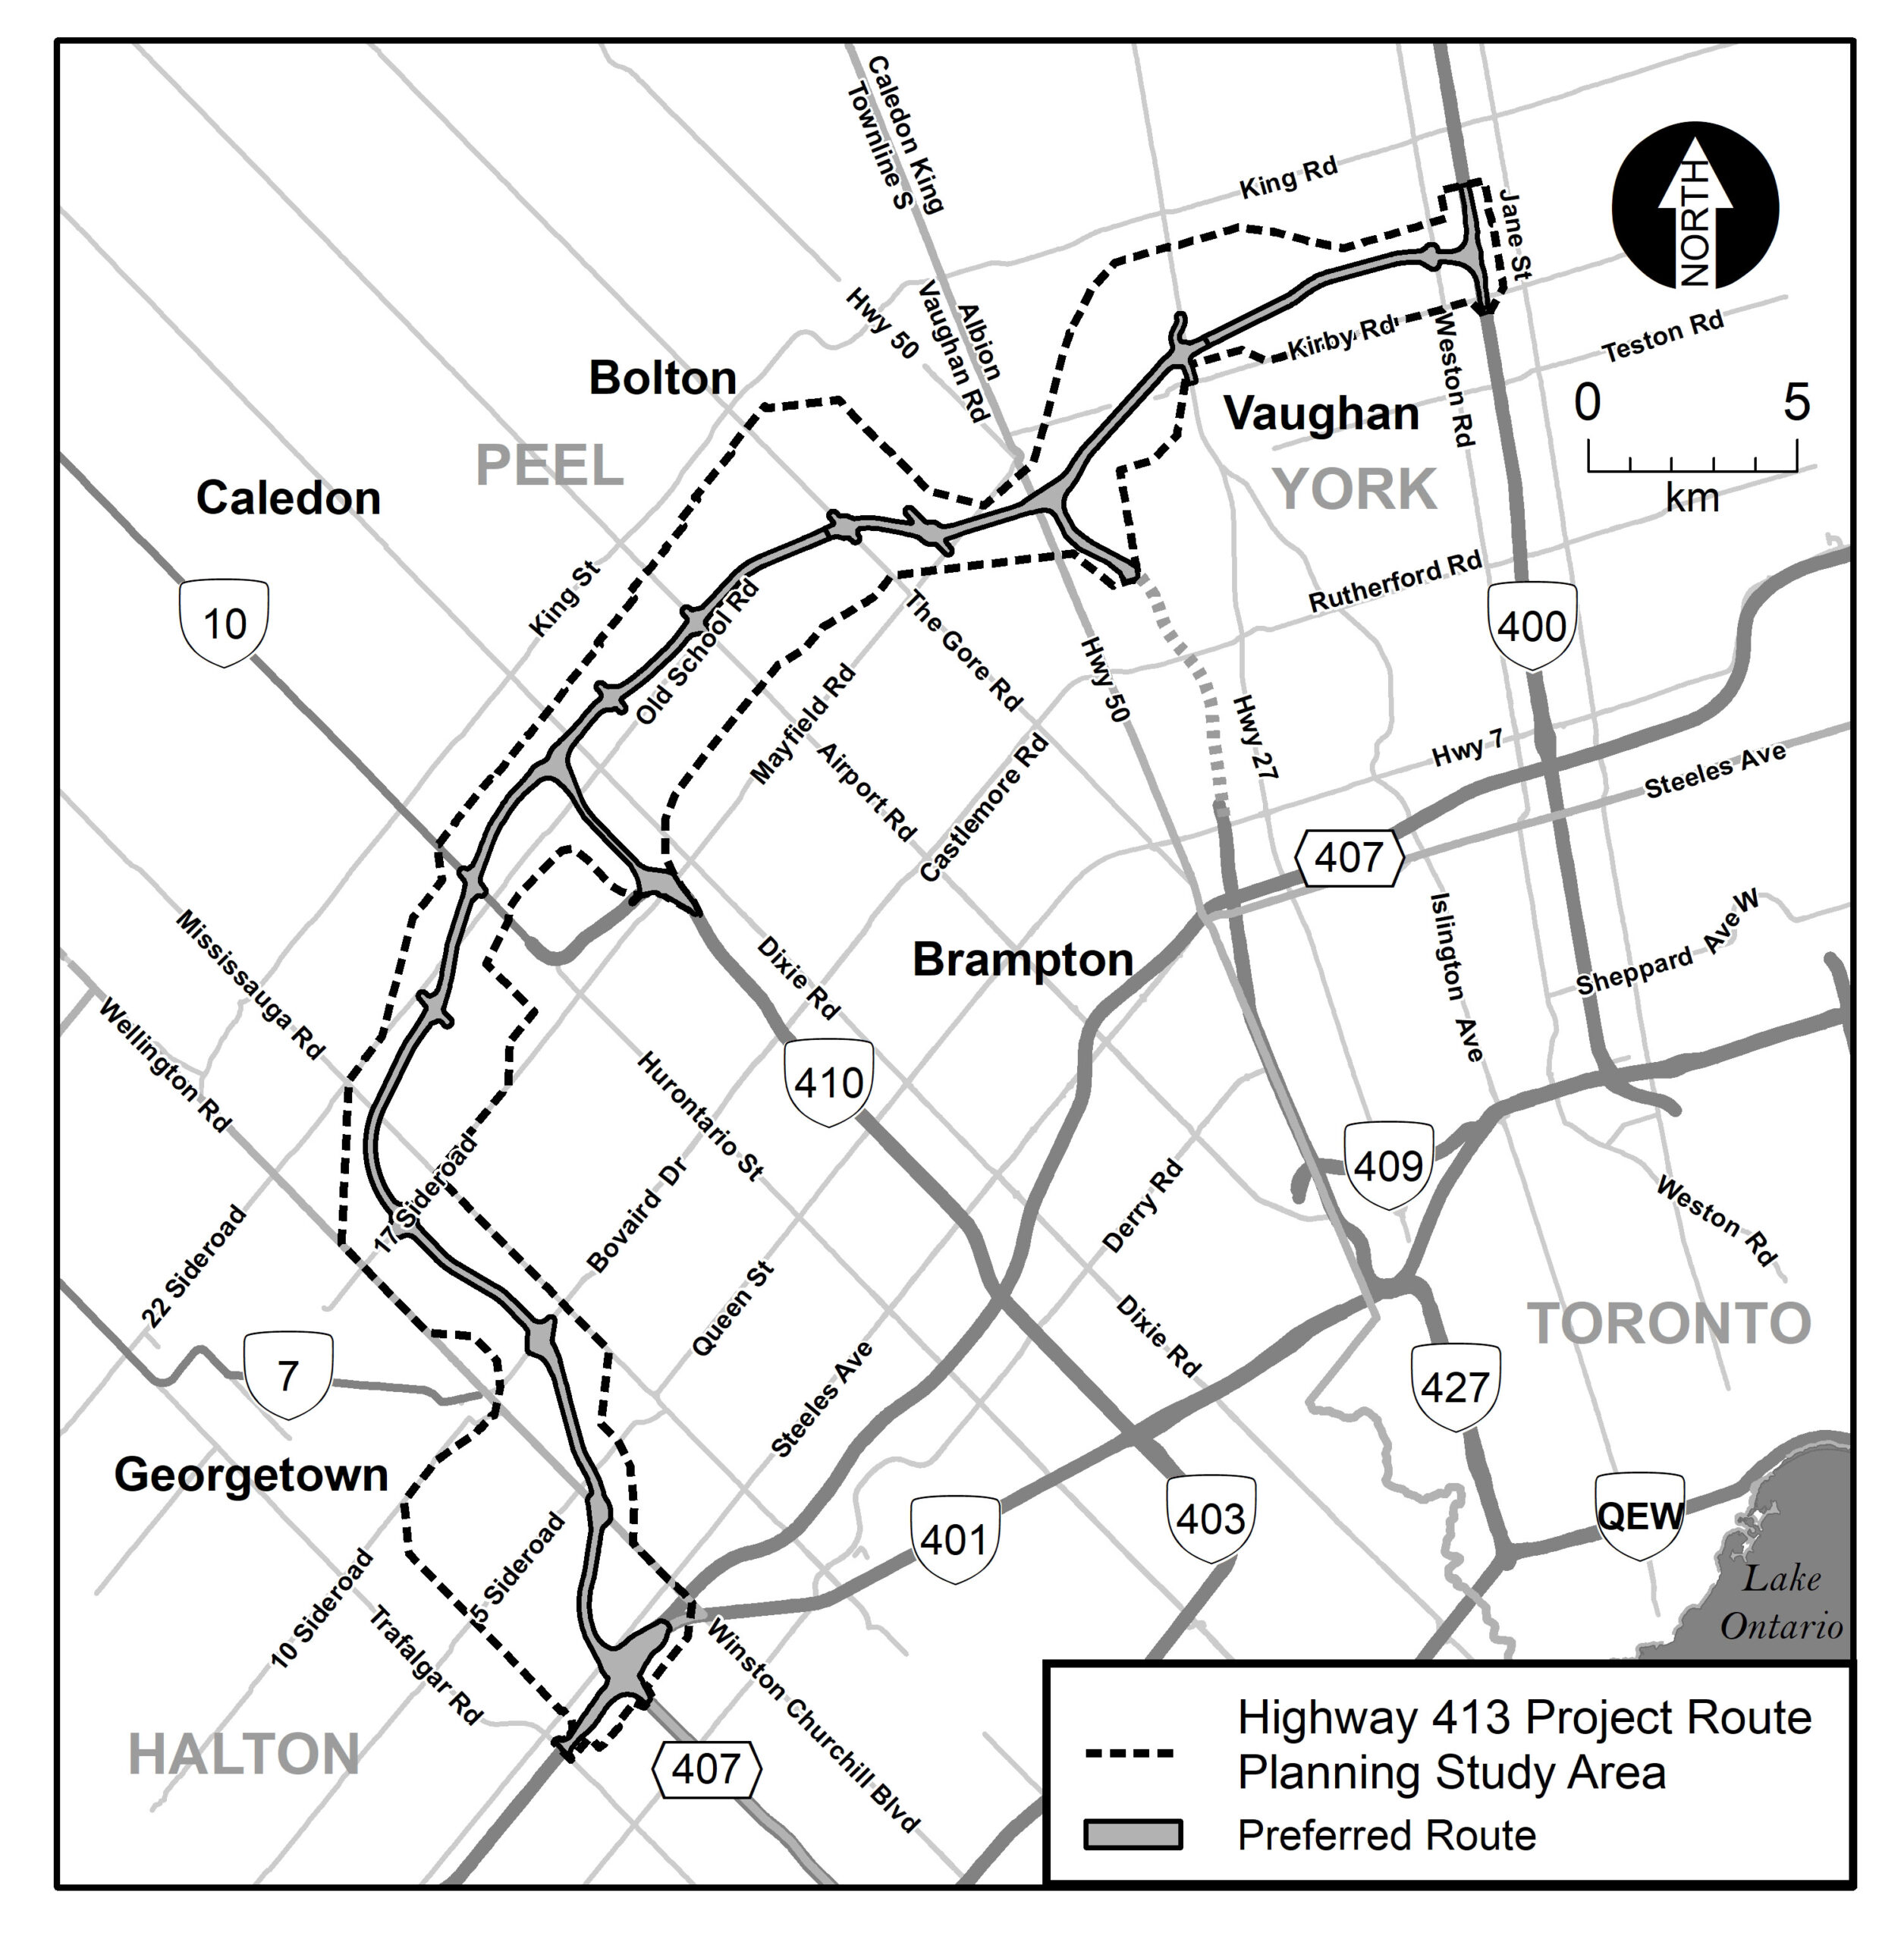 Caledon King
Townline S
King Rd
Jane St
NORTH
Hwy 50
Albion
Vaughan Rd
Kirby Rd
Weston Rd
Teston Rd
0
5
km
Bolton
Vaughan
PEEL
YORK
Caledon
King St
10
Old School Rd
The Gore Rd
Rutherford Rd
400
Mayfield Rd
Hwy 50
Hwy 27
Hwy 7
Steeles Ave
Airport Rd
Castlemore Rd
407
Mississauga Rd
Dixie Rd
Brampton
Islington Ave
Sheppard Ave W
Wellington Rd
Hurontario St
410
409
17 Sideroad
Bovaird Dr
Derry Rd
Weston Rd
22 Sideroad
Queen St
Dixie Rd
TORONTO
7
Steeles Ave
427
Georgetown
401
403
QEW
5 Sideroad
10 Sideroad
Trafalgar Rd
Winston Churchill Blvd
Lake
Ontario
HALTON
407
Highway 413 Project Route
Planning Study Area
Preferred Route